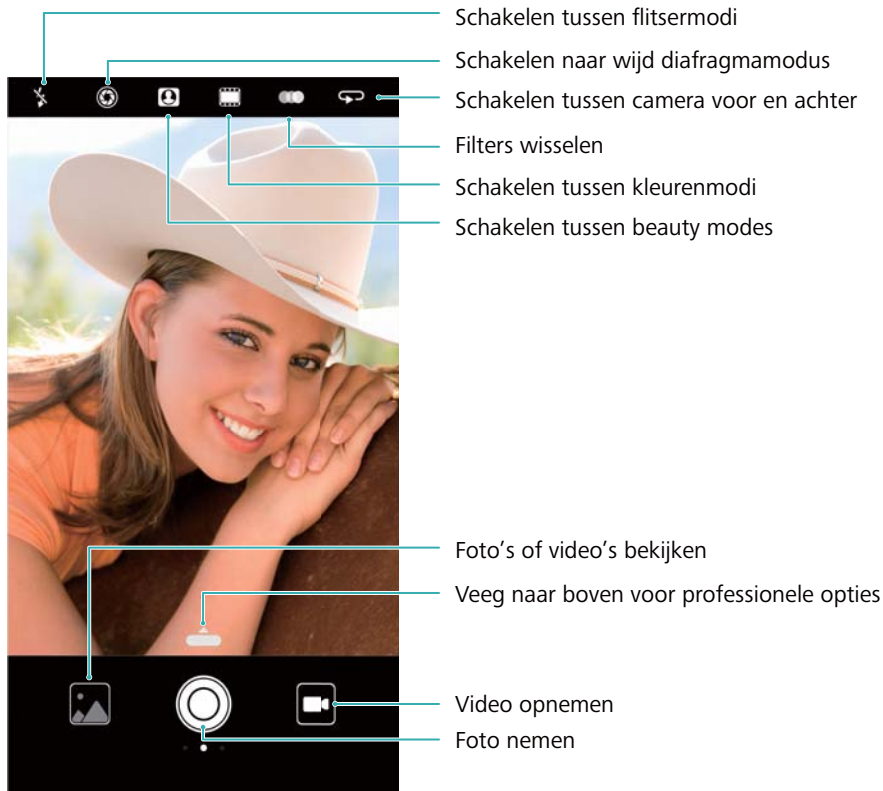 Schakelen tussen flitsermodi
Schakelen naar wijd diafragmamodus
Schakelen tussen camera voor en achter
Filters wisselen
Schakelen tussen kleurenmodi
Schakelen tussen beauty modes
Foto's of video's bekijken
Veeg naar boven voor professionele opties
Video opnemen
Foto nemen